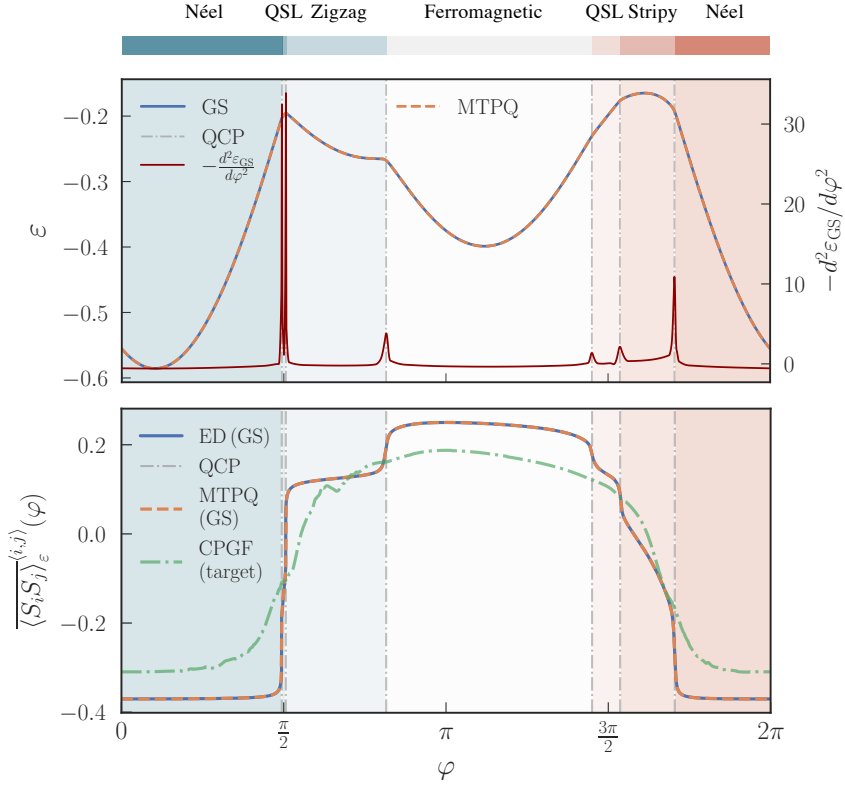 Néel QSL Zigzag Ferromagnetic QSL Stripy Néel
GS
QCP
−d²ε_GS/dφ²
MTPQ
−0.2
−0.3
−0.4
−0.5
−0.6
ε
30
20
10
0
−d²ε_GS/dφ²
ED (GS)
QCP
MTPQ
(GS)
CPGF
(target)
0.2
0.0
−0.2
−0.4
⟨S_iS_j⟩_ε^⟨i,j⟩(φ)
0 π/2 π 3π/2 2π
φ